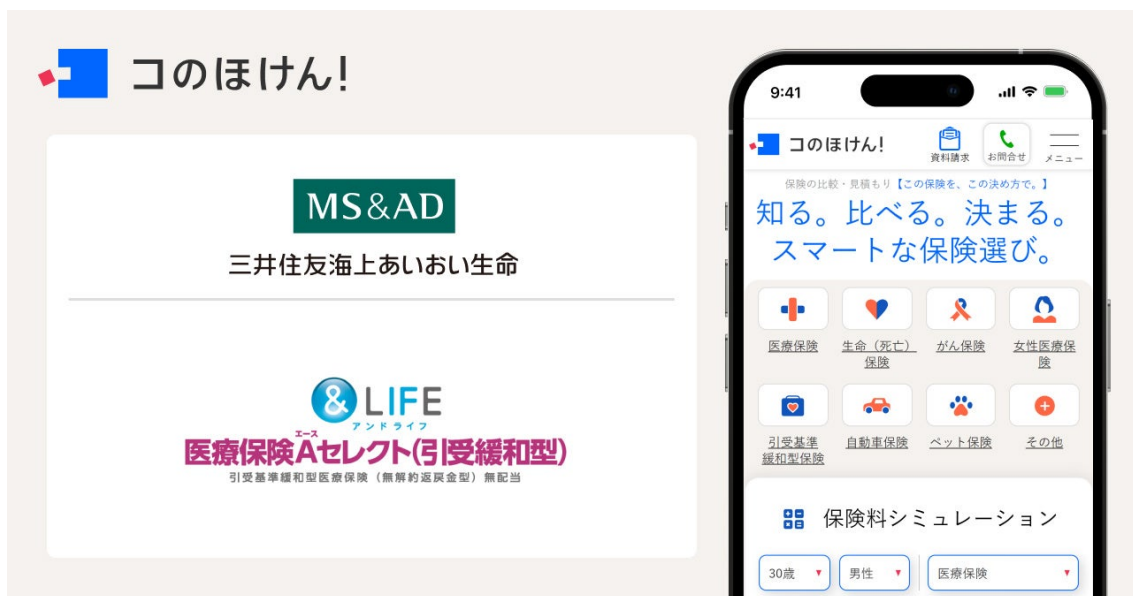 コのほけん!
MS&AD
三井住友海上あいおい生命
&LIFE
アンドライフ
エース
医療保険Aセレクト(引受緩和型)
引受基準緩和型医療保険(無解約返戻金型)無配当
9:41
コのほけん!
資料請求
お問合せ
メニュー
保険の比較・見積もり【この保険を、この決め方で。】
知る。比べる。決まる。
スマートな保険選び。
医療保険
生命(死亡)
保険
がん保険
女性医療保
険
引受基準
緩和型保険
自動車保険
ペット保険
その他
保険料シミュレーション
30歳
男性
医療保険